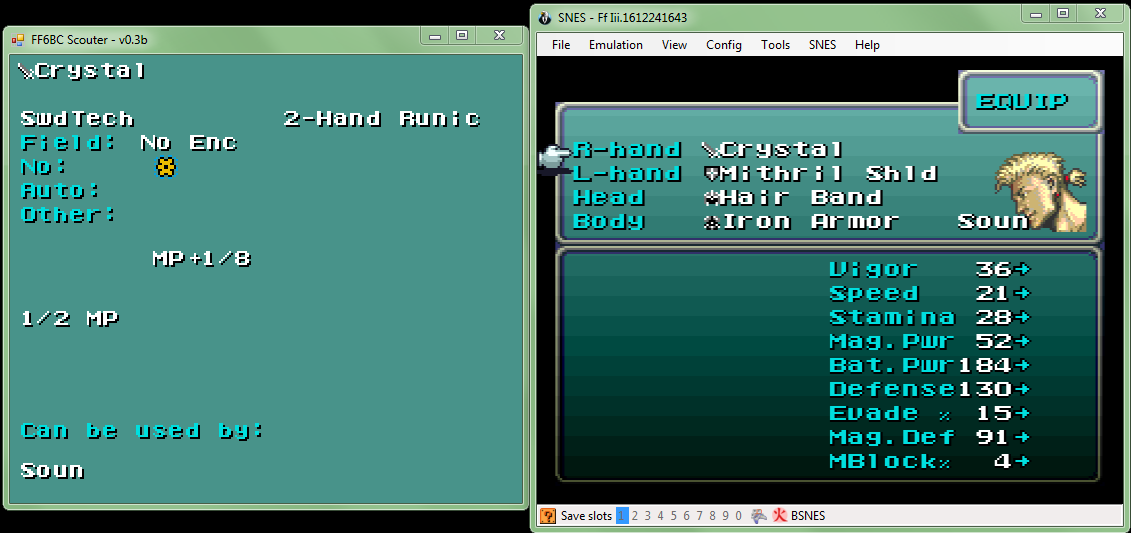 FF6BC Scouter - v0.3b
Crystal
SwdTech 2-Hand Runic
Field: No Enc
No:
Auto:
Other:
MP+1/8
1/2 MP
Can be used by:
Soun
SNES - Ff Iii.1612241643
File Emulation View Config Tools SNES Help
EQUIP
R-hand Crystal
L-hand Mithril Shld
Head Hair Band
Body Iron Armor Soun
Vigor 36→
Speed 21→
Stamina 28→
Mag.Pwr 52→
Bat.Pwr184→
Defense130→
Evade % 15→
Mag.Def 91→
MBlock% 4→
Save slots 1 2 3 4 5 6 7 8 9 0 火 BSNES